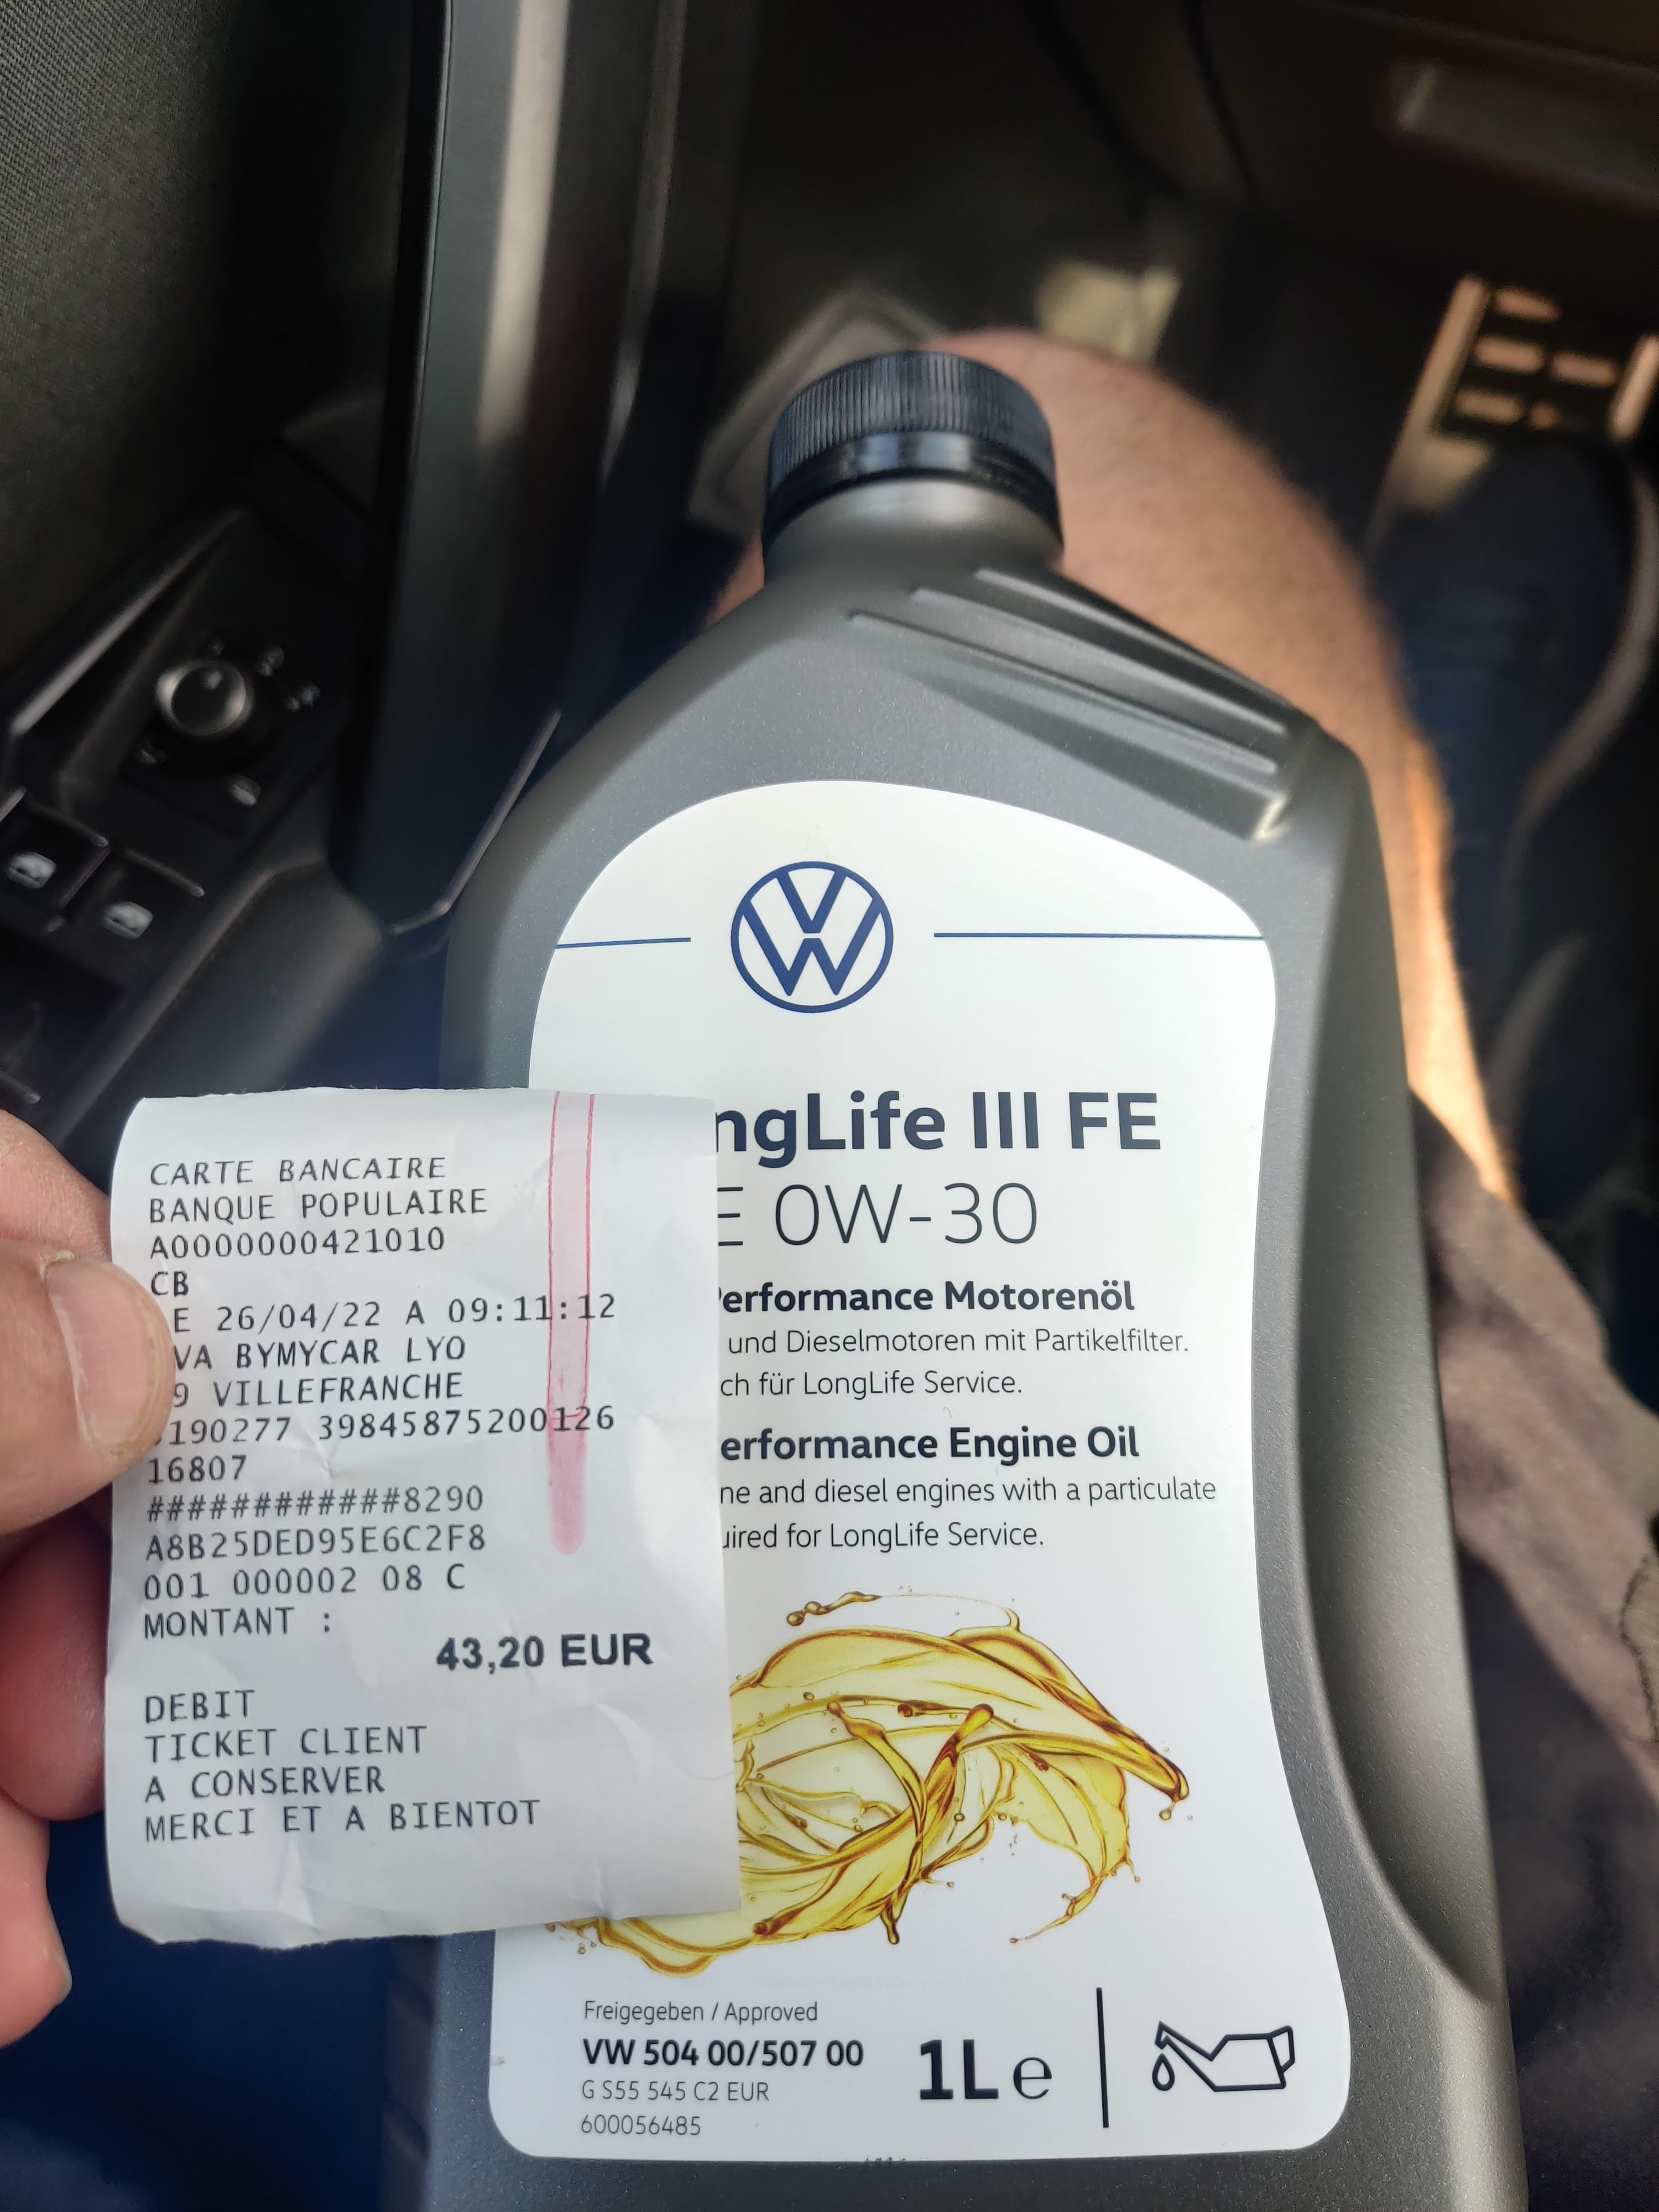 CARTE BANCAIRE
BANQUE POPULAIRE
A0000000421010
CB
E 26/04/22 A 09:11:12
VA BYMYCAR LYO
9 VILLEFRANCHE
190277 39845875200126
16807
############8290
A8B25DED95E6C2F8
001 000002 08 C
MONTANT :
43,20 EUR
DEBIT
TICKET CLIENT
A CONSERVER
MERCI ET A BIENTOT
ngLife III FE
E 0W-30
erformance Motorenöl
und Dieselmotoren mit Partikelfilter.
ch für LongLife Service.
erformance Engine Oil
ne and diesel engines with a particulate
uired for LongLife Service.
Freigegeben / Approved
VW 504 00/507 00
G S55 545 C2 EUR
600056485
1L e